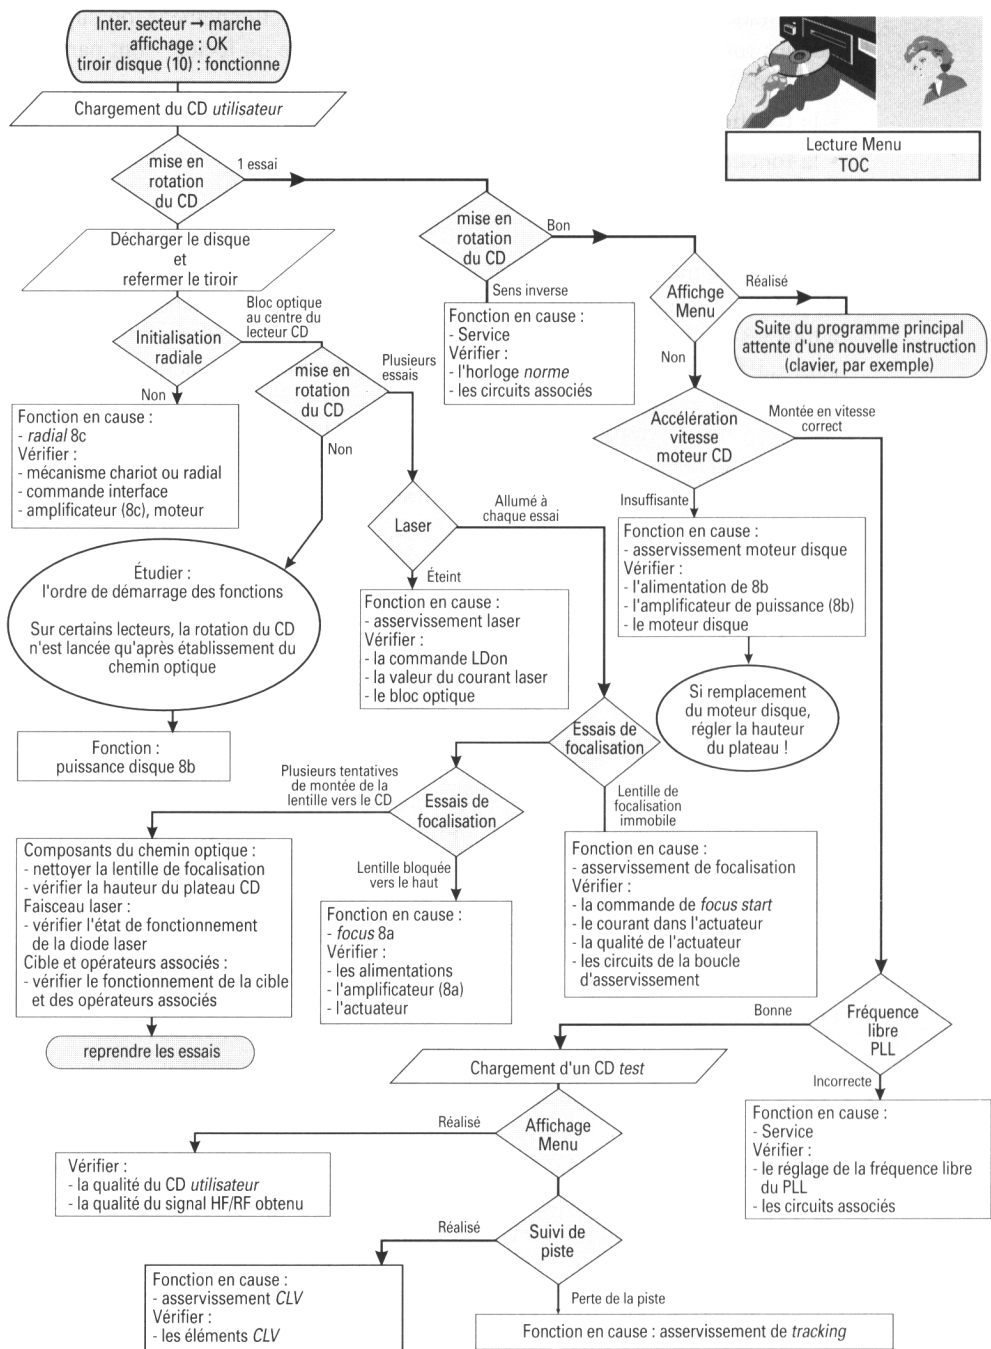 Inter. secteur → marche
affichage : OK
tiroir disque (10) : fonctionne
Chargement du CD utilisateur
Lecture Menu
TOC
mise en
rotation
du CD
1 essai
mise en
rotation
du CD
Bon
Décharger le disque
et
refermer le tiroir
Sens inverse
Affichge
Menu
Réalisé
Suite du programme principal
attente d'une nouvelle instruction
(clavier, par exemple)
Bloc optique
au centre du
lecteur CD
Initialisation
radiale
Fonction en cause :
- Service
Vérifier :
- l'horloge norme
- les circuits associés
Non
mise en
rotation
du CD
Plusieurs
essais
Non
Non
Fonction en cause :
- radial 8c
Vérifier :
- mécanisme chariot ou radial
- commande interface
- amplificateur (8c), moteur
Accélération
vitesse
moteur CD
Montée en vitesse
correct
Insuffisante
Laser
Allumé à
chaque essai
Éteint
Fonction en cause :
- asservissement moteur disque
Vérifier :
- l'alimentation de 8b
- l'amplificateur de puissance (8b)
- le moteur disque
Étudier :
l'ordre de démarrage des fonctions
Sur certains lecteurs, la rotation du CD
n'est lancée qu'après établissement du
chemin optique
Fonction en cause :
- asservissement laser
Vérifier :
- la commande LDon
- la valeur du courant laser
- le bloc optique
Si remplacement
du moteur disque,
régler la hauteur
du plateau !
Fonction :
puissance disque 8b
Essais de
focalisation
Plusieurs tentatives
de montée de la
lentille vers le CD
Essais de
focalisation
Lentille de
focalisation
immobile
Composants du chemin optique :
- nettoyer la lentille de focalisation
- vérifier la hauteur du plateau CD
Faisceau laser :
- vérifier l'état de fonctionnement
de la diode laser
Cible et opérateurs associés :
- vérifier le fonctionnement de la cible
et des opérateurs associés
Lentille bloquée
vers le haut
Fonction en cause :
- focus 8a
Vérifier :
- les alimentations
- l'amplificateur (8a)
- l'actuateur
Fonction en cause :
- asservissement de focalisation
Vérifier :
- la commande de focus start
- le courant dans l'actuateur
- la qualité de l'actuateur
- les circuits de la boucle
d'asservissement
reprendre les essais
Bonne
Fréquence
libre
PLL
Incorrecte
Chargement d'un CD test
Fonction en cause :
- Service
Vérifier :
- le réglage de la fréquence libre
du PLL
- les circuits associés
Réalisé
Affichage
Menu
Vérifier :
- la qualité du CD utilisateur
- la qualité du signal HF/RF obtenu
Réalisé
Suivi de
piste
Fonction en cause :
- asservissement CLV
Vérifier :
- les éléments CLV
Perte de la piste
Fonction en cause : asservissement de tracking